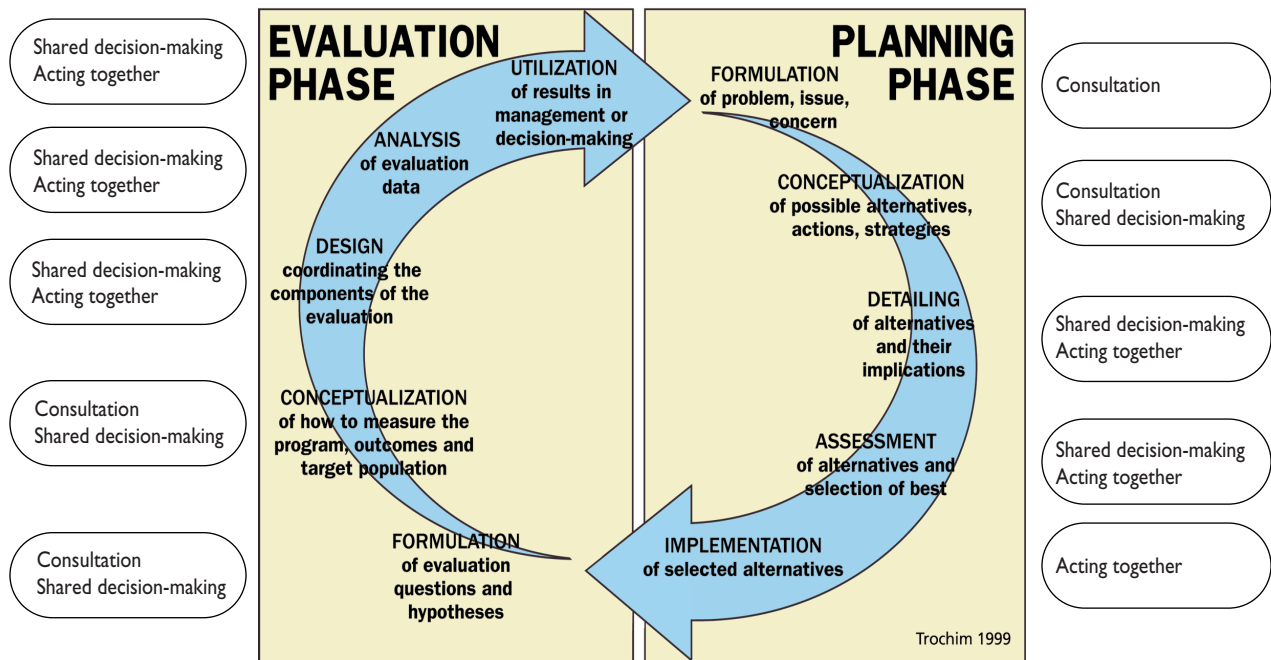 Shared decision-making
Acting together
Shared decision-making
Acting together
Shared decision-making
Acting together
Consultation
Shared decision-making
Consultation
Shared decision-making
EVALUATION
PHASE
UTILIZATION
of results in
management or
decision-making
ANALYSIS
of evaluation
data
DESIGN
coordinating the
components of the
evaluation
CONCEPTUALIZATION
of how to measure the
program, outcomes and
target population
FORMULATION
of evaluation
questions and
hypotheses
PLANNING
PHASE
FORMULATION
of problem, issue,
concern
CONCEPTUALIZATION
of possible alternatives,
actions, strategies
DETAILING
of alternatives
and their
implications
ASSESSMENT
of alternatives and
selection of best
IMPLEMENTATION
of selected alternatives
Trochim 1999
Consultation
Consultation
Shared decision-making
Shared decision-making
Acting together
Shared decision-making
Acting together
Acting together